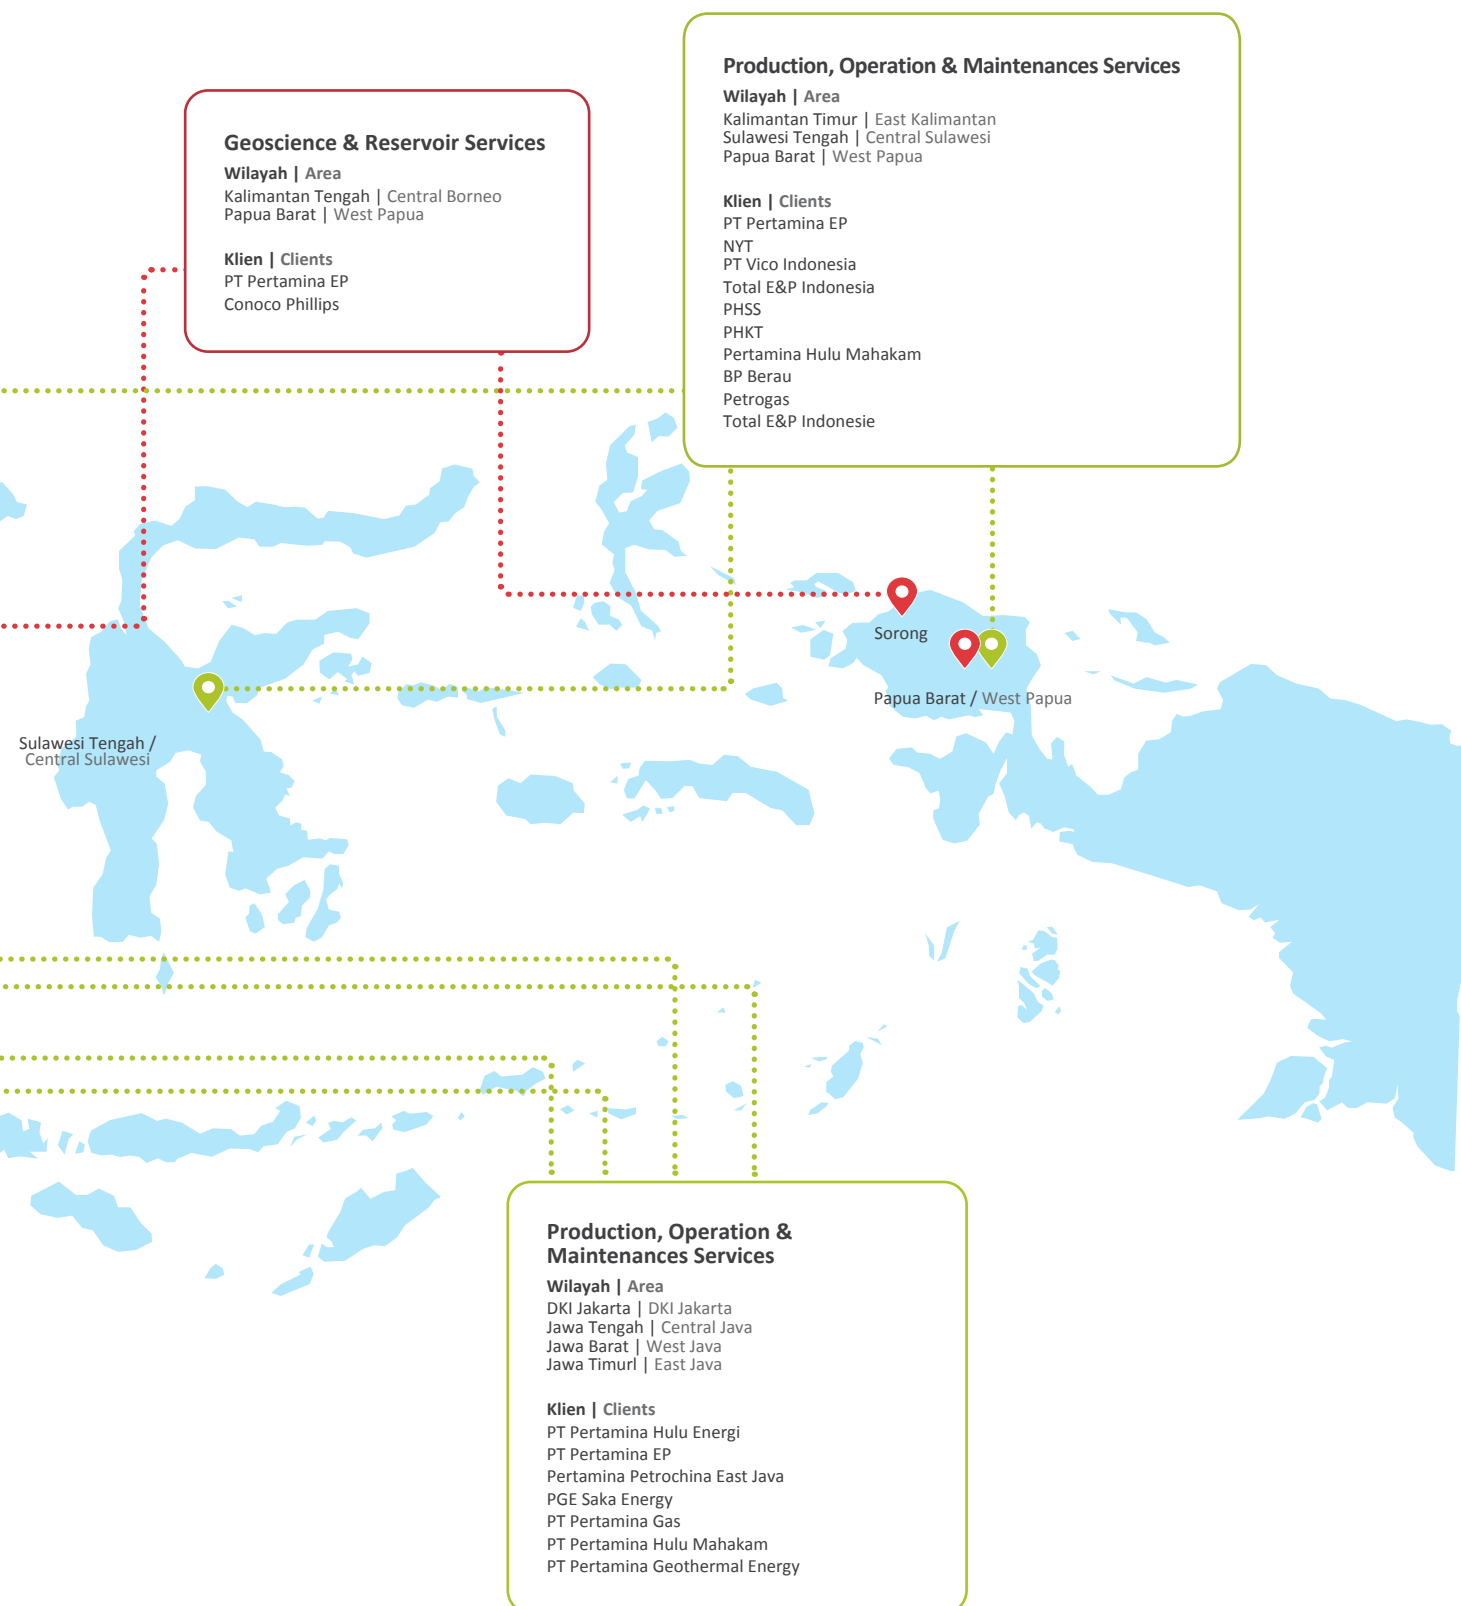 Production, Operation & Maintenances Services
Wilayah | Area
Kalimantan Timur | East Kalimantan
Sulawesi Tengah | Central Sulawesi
Papua Barat | West Papua
Klien | Clients
PT Pertamina EP
NYT
PT Vico Indonesia
Total E&P Indonesia
PHSS
PHKT
Pertamina Hulu Mahakam
BP Berau
Petrogas
Total E&P Indonesie
Geoscience & Reservoir Services
Wilayah | Area
Kalimantan Tengah | Central Borneo
Papua Barat | West Papua
Klien | Clients
PT Pertamina EP
Conoco Phillips
Sorong
Papua Barat / West Papua
Sulawesi Tengah /
Central Sulawesi
Production, Operation &
Maintenances Services
Wilayah | Area
DKI Jakarta | DKI Jakarta
Jawa Tengah | Central Java
Jawa Barat | West Java
Jawa Timurl | East Java
Klien | Clients
PT Pertamina Hulu Energi
PT Pertamina EP
Pertamina Petrochina East Java
PGE Saka Energy
PT Pertamina Gas
PT Pertamina Hulu Mahakam
PT Pertamina Geothermal Energy